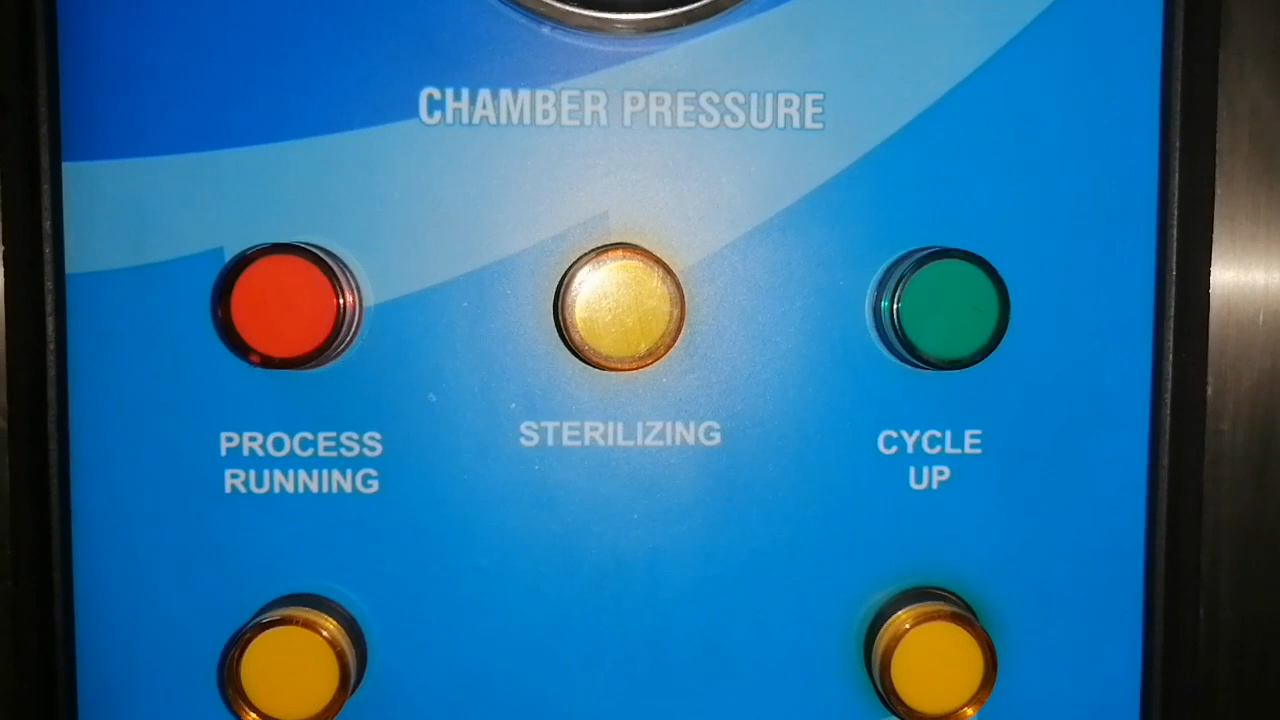 CHAMBER PRESSURE
PROCESS
RUNNING
STERILIZING
CYCLE
UP